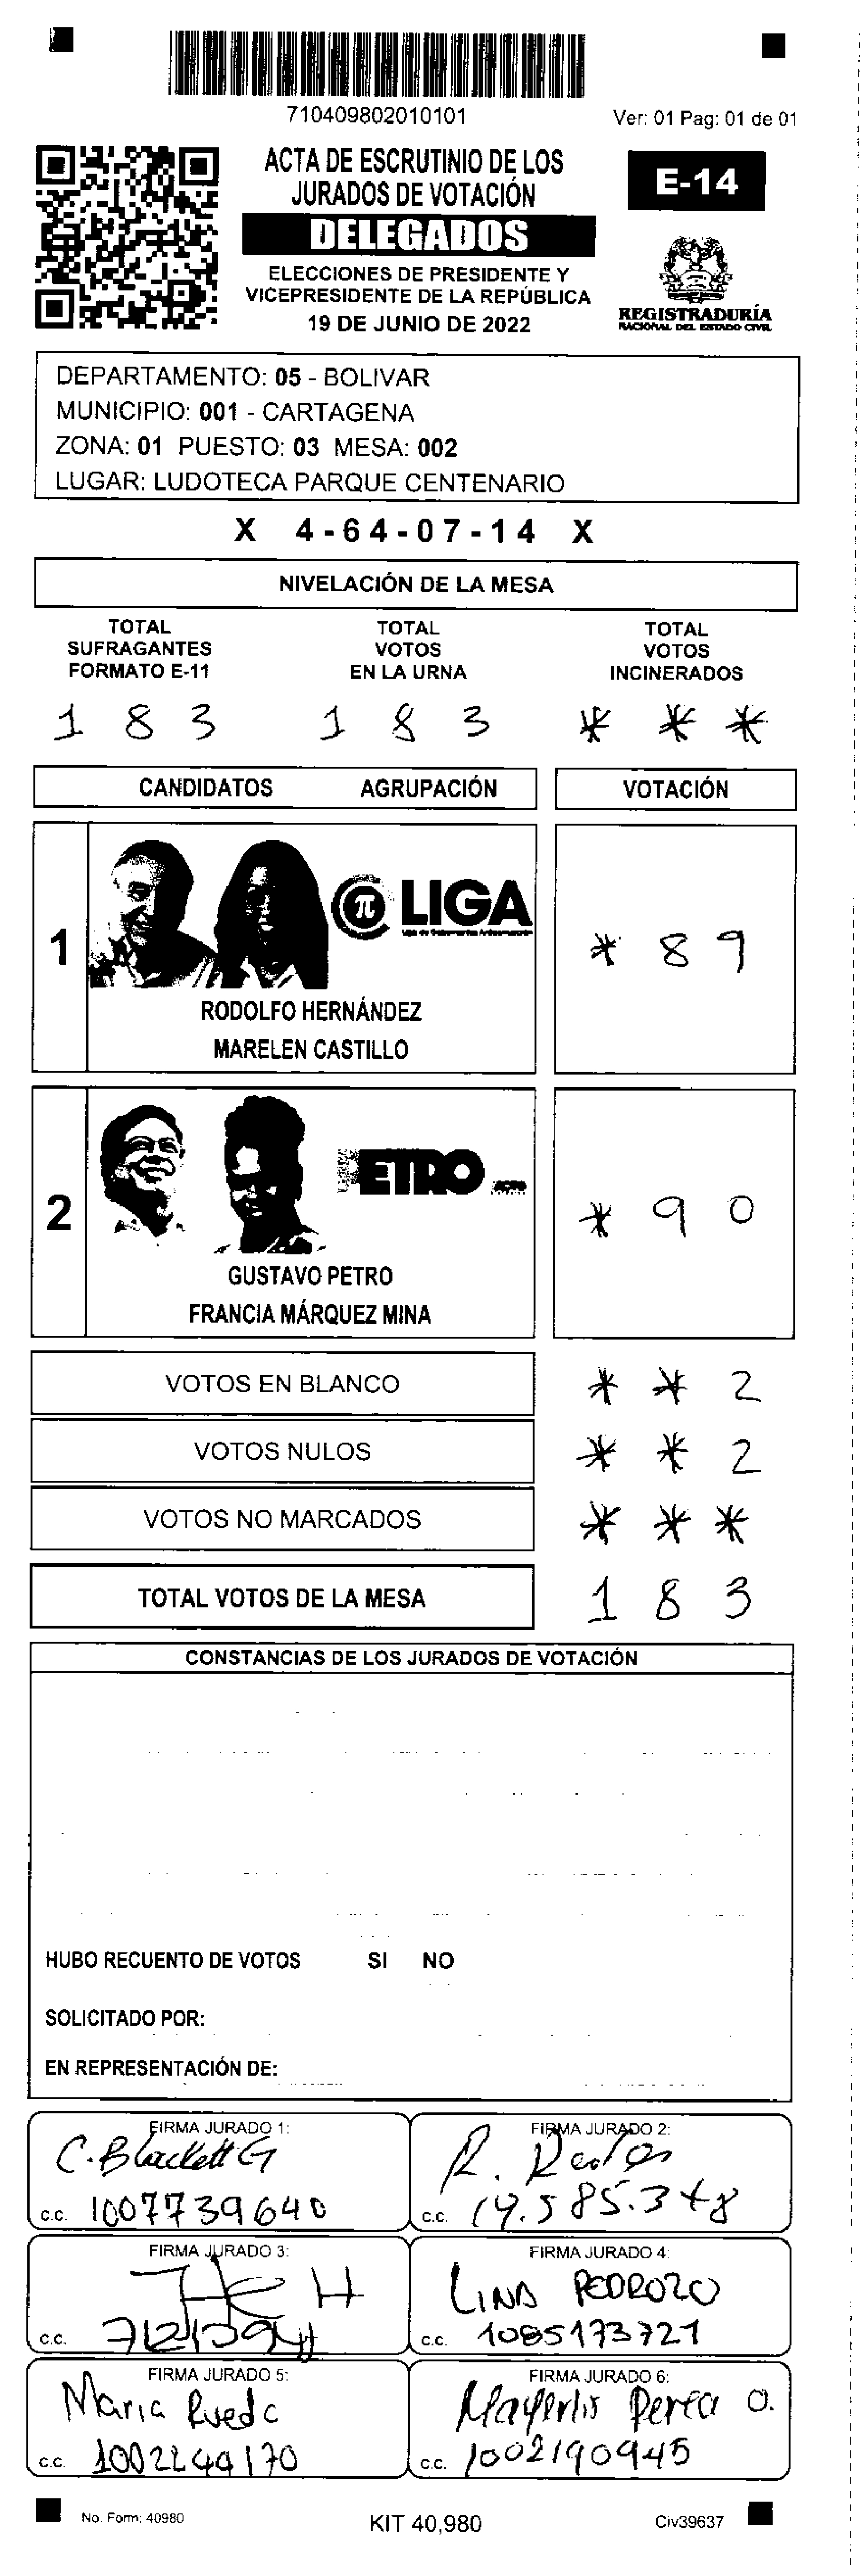 710409802010101
Ver: 01 Pag: 01 de 01
ACTA DE ESCRUTINIO DE LOS
JURADOS DE VOTACIÓN
E-14
DELEGADOS
ELECCIONES DE PRESIDENTE Y
VICEPRESIDENTE DE LA REPÚBLICA
19 DE JUNIO DE 2022
REGISTRADURÍA
NACIONAL DEL ESTADO CIVIL
DEPARTAMENTO: 05 - BOLIVAR
MUNICIPIO: 001 - CARTAGENA
ZONA: 01 PUESTO: 03 MESA: 002
LUGAR: LUDOTECA PARQUE CENTENARIO
X 4-64-07-14 X
NIVELACIÓN DE LA MESA
TOTAL SUFRAGANTES FORMATO E-11
TOTAL VOTOS EN LA URNA
TOTAL VOTOS INCINERADOS
1 8 3 1 8 3 * * *
CANDIDATOS AGRUPACIÓN VOTACIÓN
1
LIGA
Liga de Gobernantes Anticorrupción
* 8 9
RODOLFO HERNÁNDEZ
MARELEN CASTILLO
2
ETRO
* 9 0
GUSTAVO PETRO
FRANCIA MÁRQUEZ MINA
VOTOS EN BLANCO * * 2
VOTOS NULOS * * 2
VOTOS NO MARCADOS * * *
TOTAL VOTOS DE LA MESA 1 8 3
CONSTANCIAS DE LOS JURADOS DE VOTACIÓN
HUBO RECUENTO DE VOTOS SI NO
SOLICITADO POR:
EN REPRESENTACIÓN DE:
FIRMA JURADO 1:
C. Blackett G
C.C. 1007739640
FIRMA JURADO 2:
R.
C.C. 19.585.348
FIRMA JURADO 3:
C.C.
FIRMA JURADO 4:
LINA PEDROZO
C.C. 1085173721
FIRMA JURADO 5:
Maria Rueda
C.C. 1002244170
FIRMA JURADO 6:
Mayerlis Perea O.
C.C. 1002190945
No. Form: 40980
KIT 40,980
Civ39637